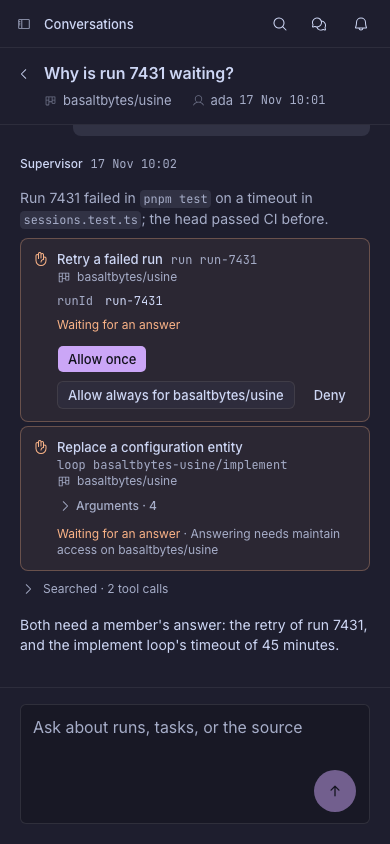 Conversations
Why is run 7431 waiting?
basaltbytes/usine ada 17 Nov 10:01
Supervisor 17 Nov 10:02
Run 7431 failed in pnpm test on a timeout in
sessions.test.ts; the head passed CI before.
Retry a failed run run run-7431
basaltbytes/usine
runId run-7431
Waiting for an answer
Allow once
Allow always for basaltbytes/usine Deny
Replace a configuration entity
loop basaltbytes-usine/implement
basaltbytes/usine
Arguments · 4
Waiting for an answer · Answering needs maintain
access on basaltbytes/usine
Searched · 2 tool calls
Both need a member's answer: the retry of run 7431,
and the implement loop's timeout of 45 minutes.
Ask about runs, tasks, or the source